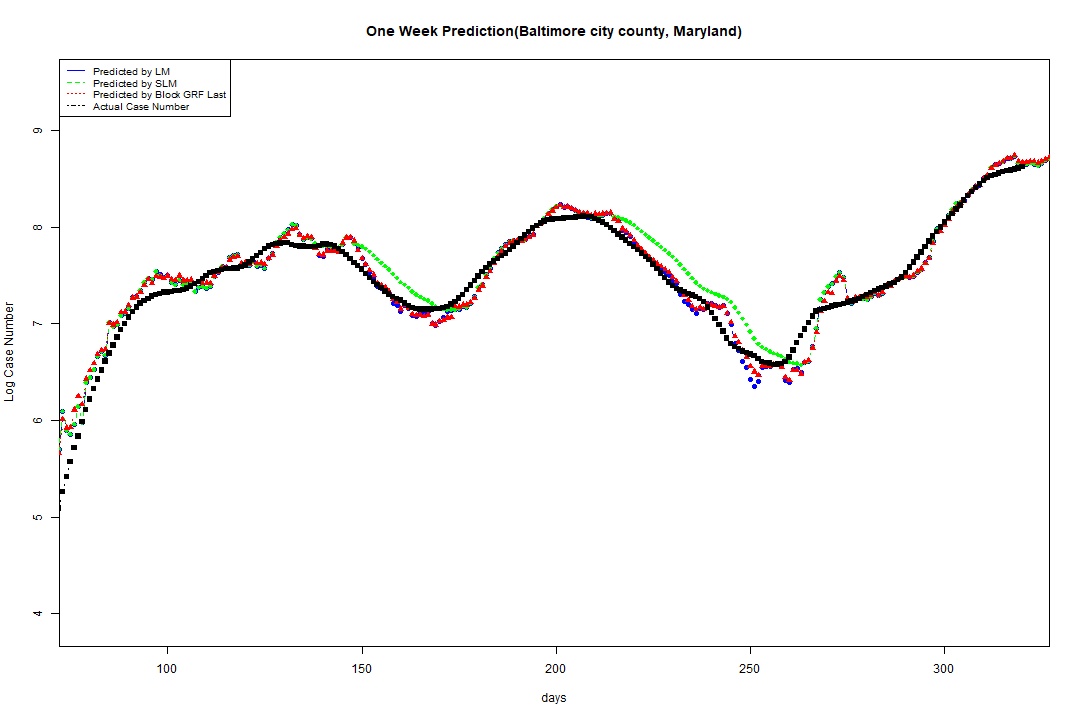 One Week Prediction(Baltimore city county, Maryland)
Predicted by LM
Predicted by SLM
Predicted by Block GRF Last
Actual Case Number
9
8
7
6
5
4
Log Case Number
100 150 200 250 300
days